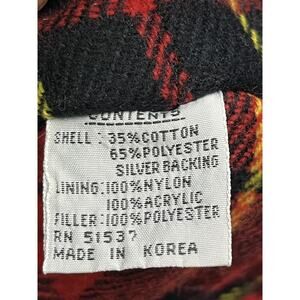 CONTENTS
SHELL: 35%COTTON
65%POLYESTER
SILVER BACKING
LINING:100%NYLON
100%ACRYLIC
FILLER:100%POLYESTER
RN 51537
MADE IN KOREA